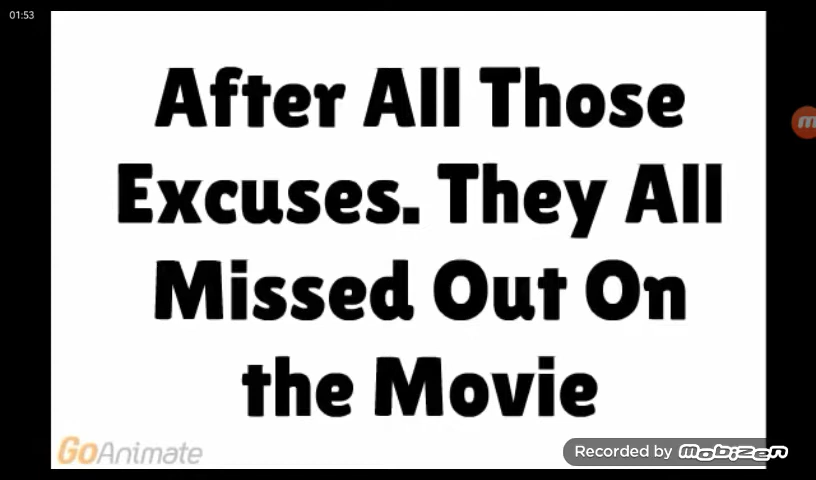 01:53
After All Those
Excuses. They All
Missed Out On
the Movie
GoAnimate
Recorded by Mobizen